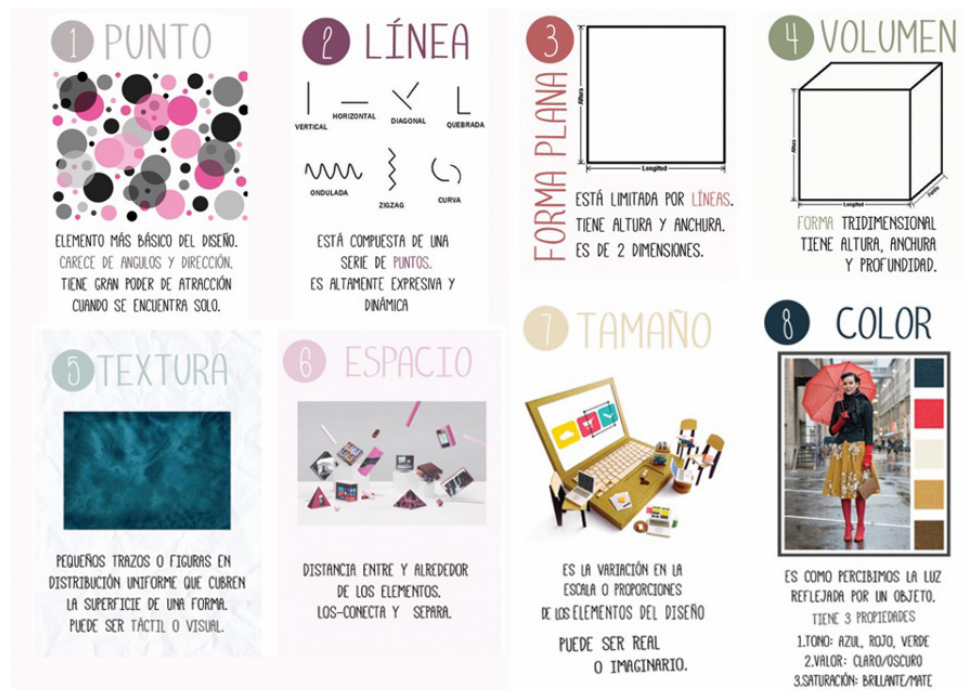 1 PUNTO
ELEMENTO MÁS BÁSICO DEL DISEÑO.
CARECE DE ANGULOS Y DIRECCIÓN.
TIENE GRAN PODER DE ATRACCIÓN
CUANDO SE ENCUENTRA SOLO.
2 LÍNEA
VERTICAL
HORIZONTAL
DIAGONAL
QUEBRADA
ONDULADA
ZIGZAG
CURVA
ESTÁ COMPUESTA DE UNA
SERIE DE PUNTOS.
ES ALTAMENTE EXPRESIVA Y
DINÁMICA
3
FORMA PLANA
Altura
Longitud
ESTÁ LIMITADA POR LÍNEAS.
TIENE ALTURA Y ANCHURA.
ES DE 2 DIMENSIONES.
4 VOLUMEN
Altura
Longitud
FORMA TRIDIMENSIONAL
TIENE ALTURA, ANCHURA
Y PROFUNDIDAD.
5 TEXTURA
PEQUEÑOS TRAZOS O FIGURAS EN
DISTRIBUCIÓN UNIFORME QUE CUBREN
LA SUPERFICIE DE UNA FORMA.
PUEDE SER TÁCTIL O VISUAL.
6 ESPACIO
DISTANCIA ENTRE Y ALREDEDOR
DE LOS ELEMENTOS.
LOS-CONECTA Y SEPARA.
7 TAMAÑO
ES LA VARIACIÓN EN LA
ESCALA O PROPORCIONES
DE LOS ELEMENTOS DEL DISEÑO
PUEDE SER REAL
O IMAGINARIO.
8 COLOR
ES COMO PERCIBIMOS LA LUZ
REFLEJADA POR UN OBJETO.
TIENE 3 PROPIEDADES
1.TONO: AZUL, ROJO, VERDE
2.VALOR: CLARO/OSCURO
3.SATURACIÓN: BRILLANTE/MATE